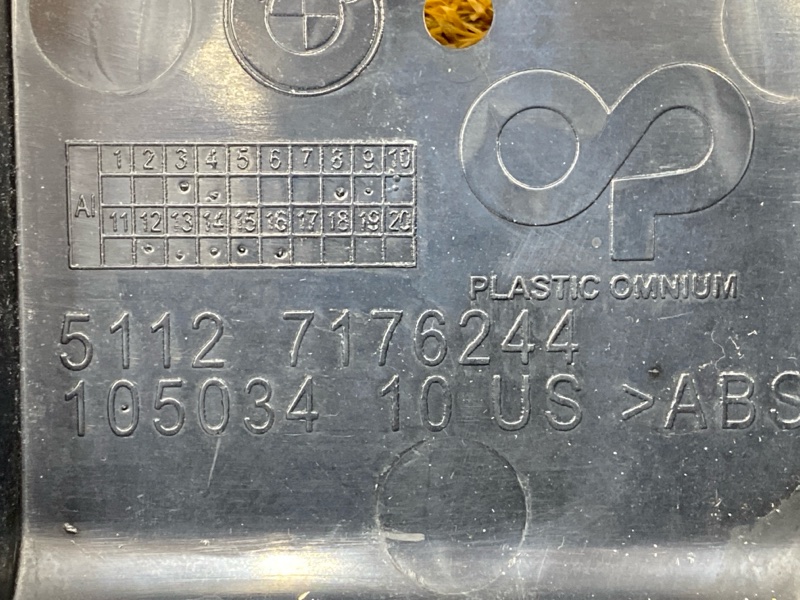 AI 1 2 3 4 5 6 7 8 9 10
11 12 13 14 15 16 17 18 19 20
PLASTIC OMNIUM
5112 7176244
105034 10 US >ABS